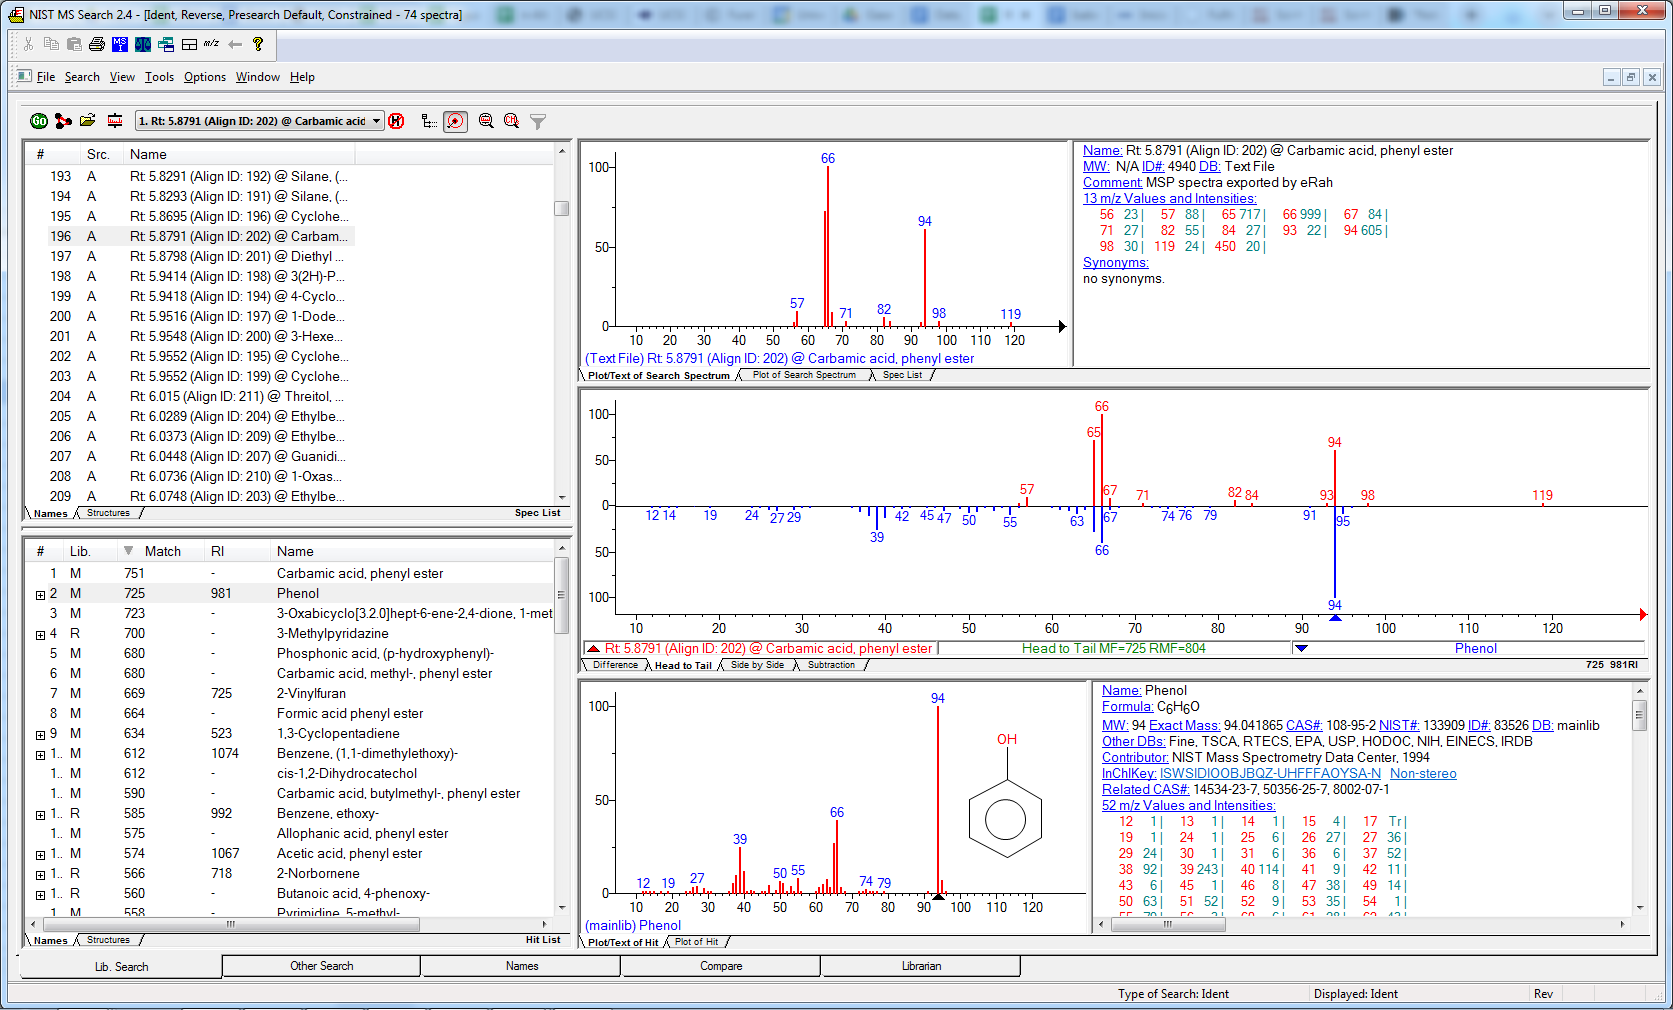 NIST MS Search 2.4 - [Ident, Reverse, Presearch Default, Constrained - 74 spectra]
File Search View Tools Options Window Help
1. Rt: 5.8791 (Align ID: 202) @ Carbamic acid
# Src. Name
193 A Rt: 5.8291 (Align ID: 192) @ Silane, (...
194 A Rt: 5.8293 (Align ID: 191) @ Silane, (...
195 A Rt: 5.8695 (Align ID: 196) @ Cyclohe...
196 A Rt: 5.8791 (Align ID: 202) @ Carbam...
197 A Rt: 5.8798 (Align ID: 201) @ Diethyl ...
198 A Rt: 5.9414 (Align ID: 198) @ 3(2H)-P...
199 A Rt: 5.9418 (Align ID: 194) @ 4-Cyclo...
200 A Rt: 5.9516 (Align ID: 197) @ 1-Dode...
201 A Rt: 5.9548 (Align ID: 200) @ 3-Hexe...
202 A Rt: 5.9552 (Align ID: 195) @ Cyclohe...
203 A Rt: 5.9552 (Align ID: 199) @ Cyclohe...
204 A Rt: 6.015 (Align ID: 211) @ Threitol, ...
205 A Rt: 6.0289 (Align ID: 204) @ Ethylbe...
206 A Rt: 6.0373 (Align ID: 209) @ Ethylbe...
207 A Rt: 6.0448 (Align ID: 207) @ Guanidi...
208 A Rt: 6.0736 (Align ID: 210) @ 1-Oxas...
209 A Rt: 6.0748 (Align ID: 203) @ Ethylbe...
Names Structures Spec List
# Lib. Match RI Name
1 M 751 - Carbamic acid, phenyl ester
2 M 725 981 Phenol
3 M 723 - 3-Oxabicyclo[3.2.0]hept-6-ene-2,4-dione, 1-met
4 R 700 - 3-Methylpyridazine
5 M 680 - Phosphonic acid, (p-hydroxyphenyl)-
6 M 680 - Carbamic acid, methyl-, phenyl ester
7 M 669 725 2-Vinylfuran
8 M 664 - Formic acid phenyl ester
9 M 634 523 1,3-Cyclopentadiene
1.. M 612 1074 Benzene, (1,1-dimethylethoxy)-
1.. M 612 - cis-1,2-Dihydrocatechol
1.. M 590 - Carbamic acid, butylmethyl-, phenyl ester
1.. R 585 992 Benzene, ethoxy-
1.. M 575 - Allophanic acid, phenyl ester
1.. M 574 1067 Acetic acid, phenyl ester
1.. R 566 718 2-Norbornene
1.. R 560 - Butanoic acid, 4-phenoxy-
1.. M 558 - Pyrimidine, 5-methyl-
Names Structures Hit List
100 50 0
66 94 57 71 82 98 119
10 20 30 40 50 60 70 80 90 100 110 120
(Text File) Rt: 5.8791 (Align ID: 202) @ Carbamic acid, phenyl ester
Plot/Text of Search Spectrum Plot of Search Spectrum Spec List
Name: Rt: 5.8791 (Align ID: 202) @ Carbamic acid, phenyl ester
MW: N/A ID#: 4940 DB: Text File
Comment: MSP spectra exported by eRah
13 m/z Values and Intensities:
56 23 | 57 88 | 65 717 | 66 999 | 67 84 |
71 27 | 82 55 | 84 27 | 93 22 | 94 605 |
98 30 | 119 24 | 450 20 |
Synonyms:
no synonyms.
100 50 0 50 100
66 65 94 57 67 71 82 84 93 98 119
12 14 19 24 27 29 39 42 45 47 50 55 63 66 67 74 76 79 91 94 95
10 20 30 40 50 60 70 80 90 100 110 120
Rt: 5.8791 (Align ID: 202) @ Carbamic acid, phenyl ester Head to Tail MF=725 RMF=804 Phenol
Difference Head to Tail Side by Side Subtraction 725 981RI
100 50 0
94 66 39 12 19 27 50 55 74 79
OH
10 20 30 40 50 60 70 80 90 100 110 120
(mainlib) Phenol
Plot/Text of Hit Plot of Hit
Name: Phenol
Formula: C6H6O
MW: 94 Exact Mass: 94.041865 CAS#: 108-95-2 NIST#: 133909 ID#: 83526 DB: mainlib
Other DBs: Fine, TSCA, RTECS, EPA, USP, HODOC, NIH, EINECS, IRDB
Contributor: NIST Mass Spectrometry Data Center, 1994
InChIKey: ISWSIDIOOBJBQZ-UHFFFAOYSA-N Non-stereo
Related CAS#: 14534-23-7, 50356-25-7, 8002-07-1
52 m/z Values and Intensities:
12 1 | 13 1 | 14 1 | 15 4 | 17 Tr |
19 1 | 24 1 | 25 6 | 26 27 | 27 36 |
29 24 | 30 1 | 31 6 | 36 6 | 37 52 |
38 92 | 39 243 | 40 114 | 41 9 | 42 11 |
43 6 | 45 1 | 46 8 | 47 38 | 49 14 |
50 63 | 51 52 | 52 9 | 53 35 | 54 1 |
Lib. Search Other Search Names Compare Librarian
Type of Search: Ident Displayed: Ident Rev